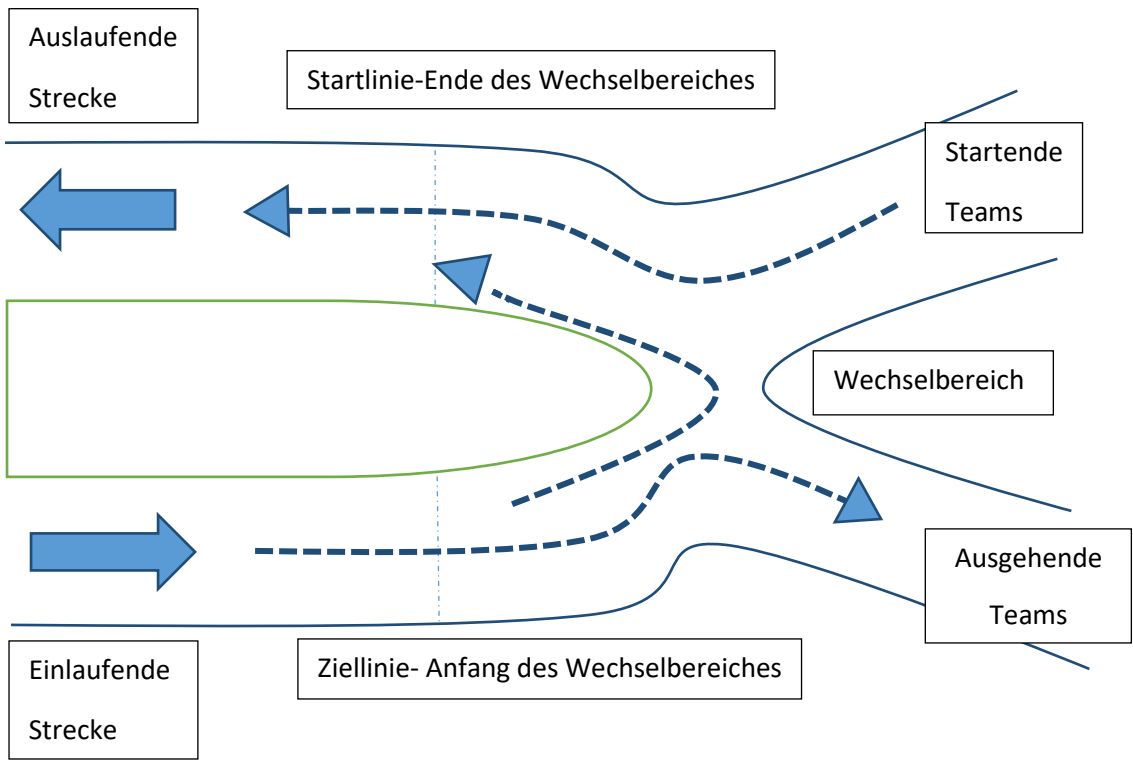 Auslaufende
Strecke
Startlinie-Ende des Wechselbereiches
Startende
Teams
Wechselbereich
Ausgehende
Teams
Einlaufende
Strecke
Ziellinie- Anfang des Wechselbereiches